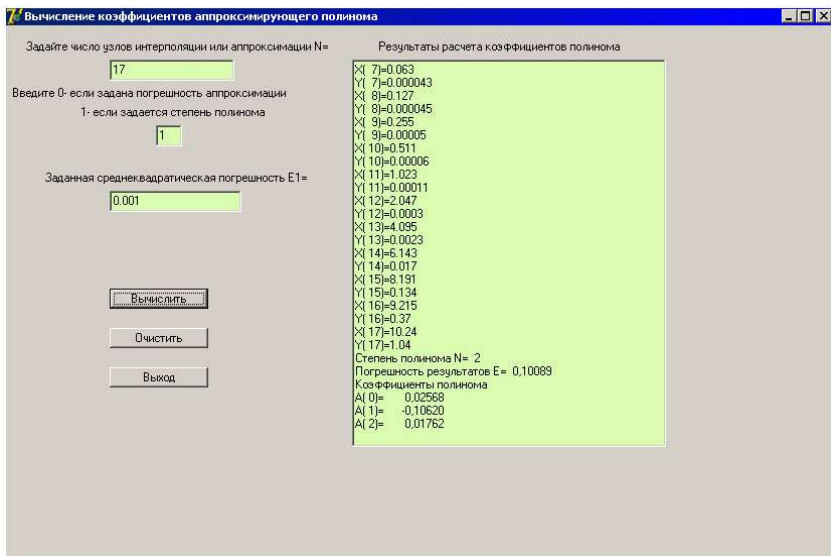 Вычисление коэффициентов аппроксимирующего полинома
Задайте число узлов интерполяции или аппроксимации N=
17
Введите 0- если задана погрешность аппроксимации
1- если задается степень полинома
1
Заданная среднеквадратическая погрешность E1=
0.001
Вычислить
Очистить
Выход
Результаты расчета коэффициентов полинома
X( 7)=0.063
Y( 7)=0.000043
X( 8)=0.127
Y( 8)=0.000045
X( 9)=0.255
Y( 9)=0.00005
X( 10)=0.511
Y( 10)=0.00006
X( 11)=1.023
Y( 11)=0.00011
X( 12)=2.047
Y( 12)=0.0003
X( 13)=4.095
Y( 13)=0.0023
X( 14)=6.143
Y( 14)=0.017
X( 15)=8.191
Y( 15)=0.134
X( 16)=9.215
Y( 16)=0.37
X( 17)=10.24
Y( 17)=1.04
Степень полинома N= 2
Погрешность результатов E= 0,10089
Коэффициенты полинома
A( 0)= 0,02568
A( 1)= -0,10620
A( 2)= 0,01762